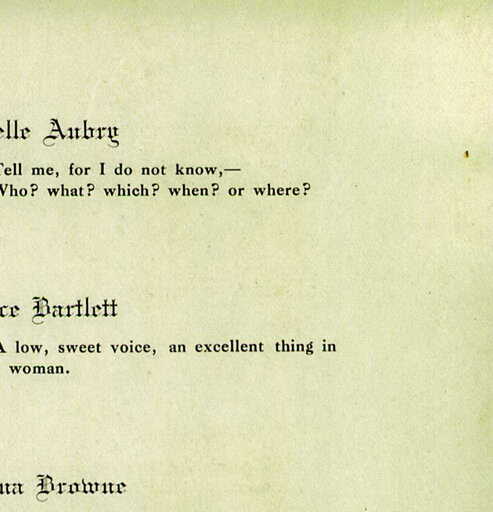 elle Aubry
Tell me, for I do not know,—
Who? what? which? when? or where?
ce Bartlett
A low, sweet voice, an excellent thing in
woman.
na Browne